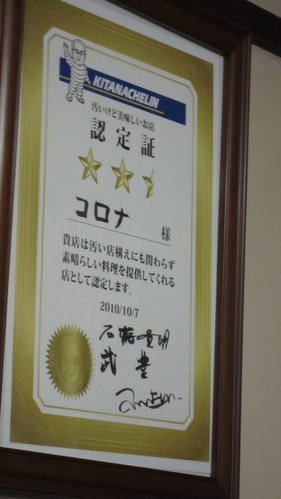 KITANACHELIN
汚いけど美味しいお店
認定証
コロナ 様
貴店は汚い店構えにも関わらず
素晴らしい料理を提供してくれる
店として認定します。
2010/10/7
石橋貴明
武豊